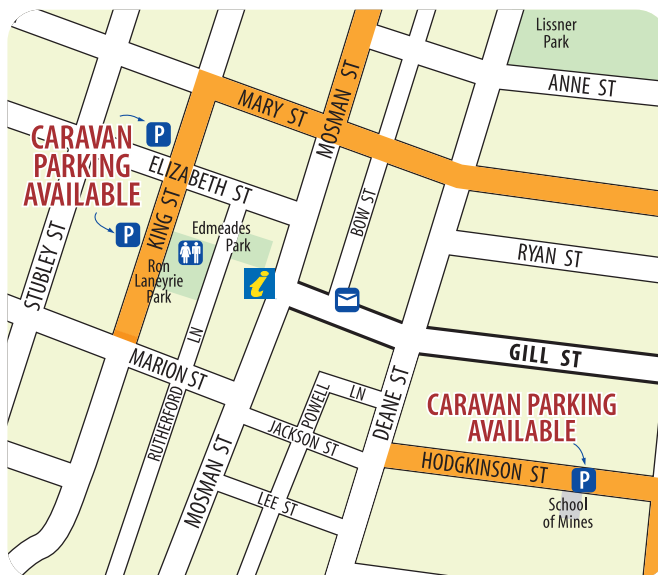 Lissner
Park
ANNE ST
MOSMAN ST
MARY ST
P
CARAVAN
PARKING
AVAILABLE
ELIZABETH ST
P
KING ST
STUBLEY ST
BOW ST
Edmeades
Park
RYAN ST
Ron
Laneyrie
Park
i
GILL ST
LN
RUTHERFORD
MARION ST
POWELL
LN
DEANE ST
CARAVAN PARKING
AVAILABLE
JACKSON ST
HODGKINSON ST
P
MOSMAN ST
LEE ST
School
of Mines